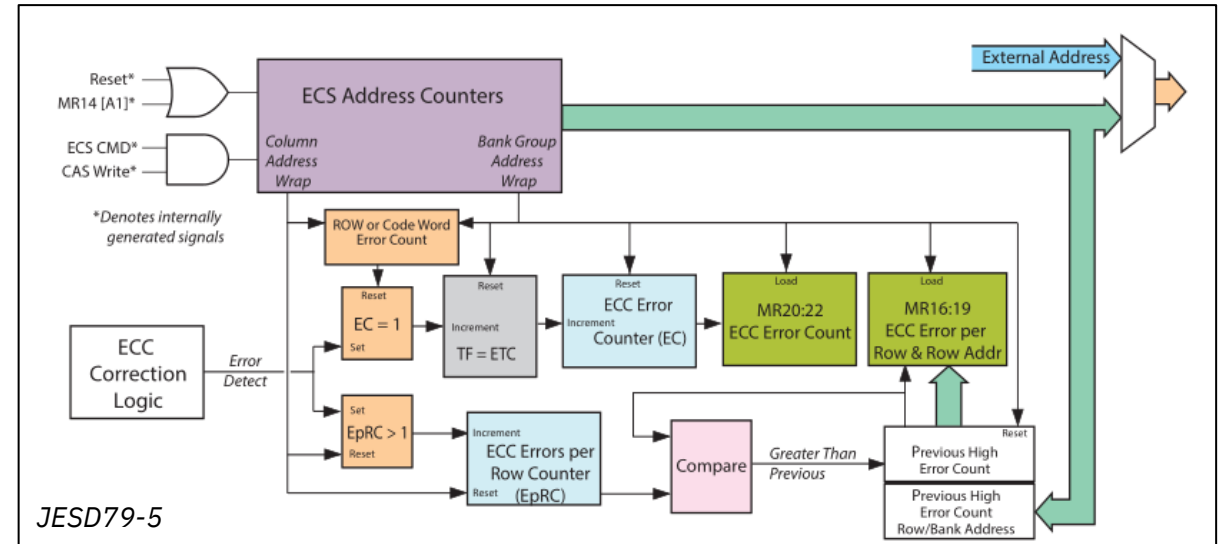 External Address
Reset*
MR14 [A1]*
ECS CMD*
CAS Write*
*Denotes internally
generated signals
ECS Address Counters
Column
Address
Wrap
Bank Group
Address
Wrap
ROW or Code Word
Error Count
Reset
EC = 1
Set
Reset
Increment
TF = ETC
Reset
ECC Error
Increment
Counter (EC)
Load
MR20:22
ECC Error Count
Load
MR16:19
ECC Error per
Row & Row Addr
ECC
Correction
Logic
Error
Detect
Set
EpRC > 1
Reset
Increment
ECC Errors per
Row Counter
(EpRC)
Reset
Compare
Greater Than
Previous
Reset
Previous High
Error Count
Previous High
Error Count
Row/Bank Address
JESD79-5